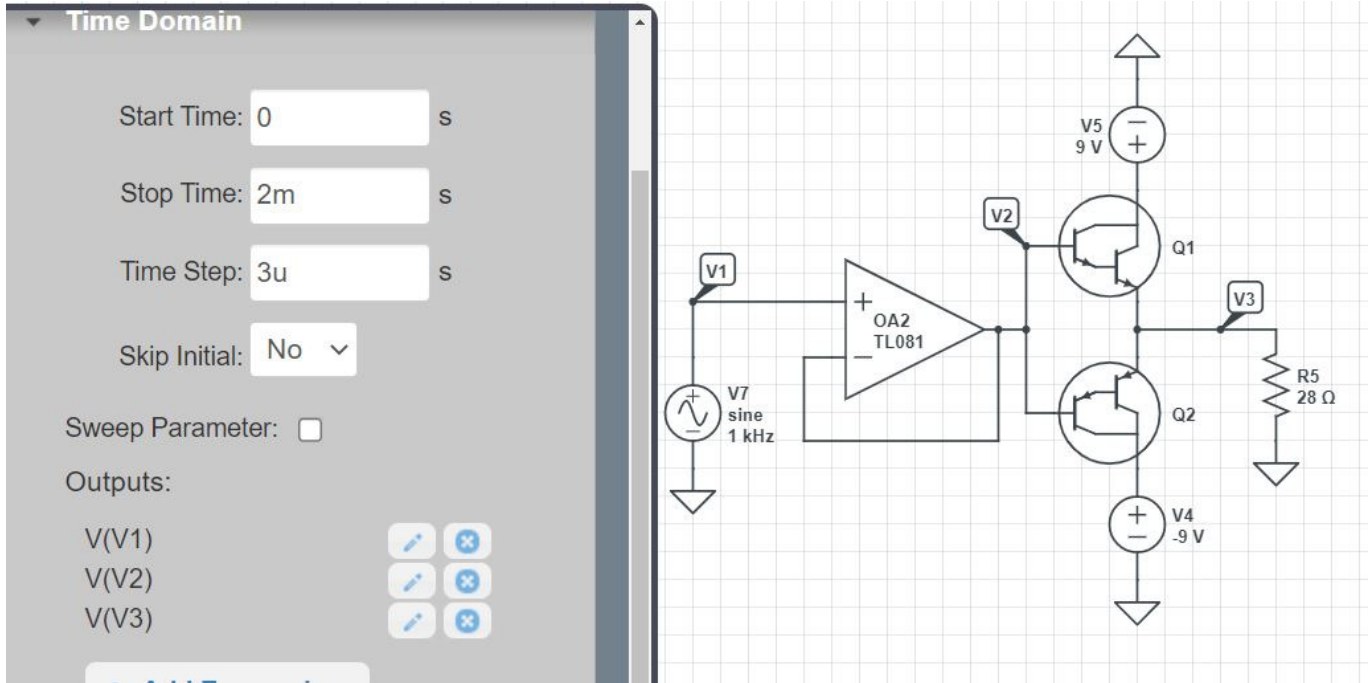 Time Domain
Start Time: 0 s
Stop Time: 2m s
Time Step: 3u s
Skip Initial: No
Sweep Parameter:
Outputs:
V(V1)
V(V2)
V(V3)
V5
9 V
V2
Q1
V1
V3
OA2
TL081
R5
28 Ω
V7
sine
1 kHz
Q2
V4
-9 V